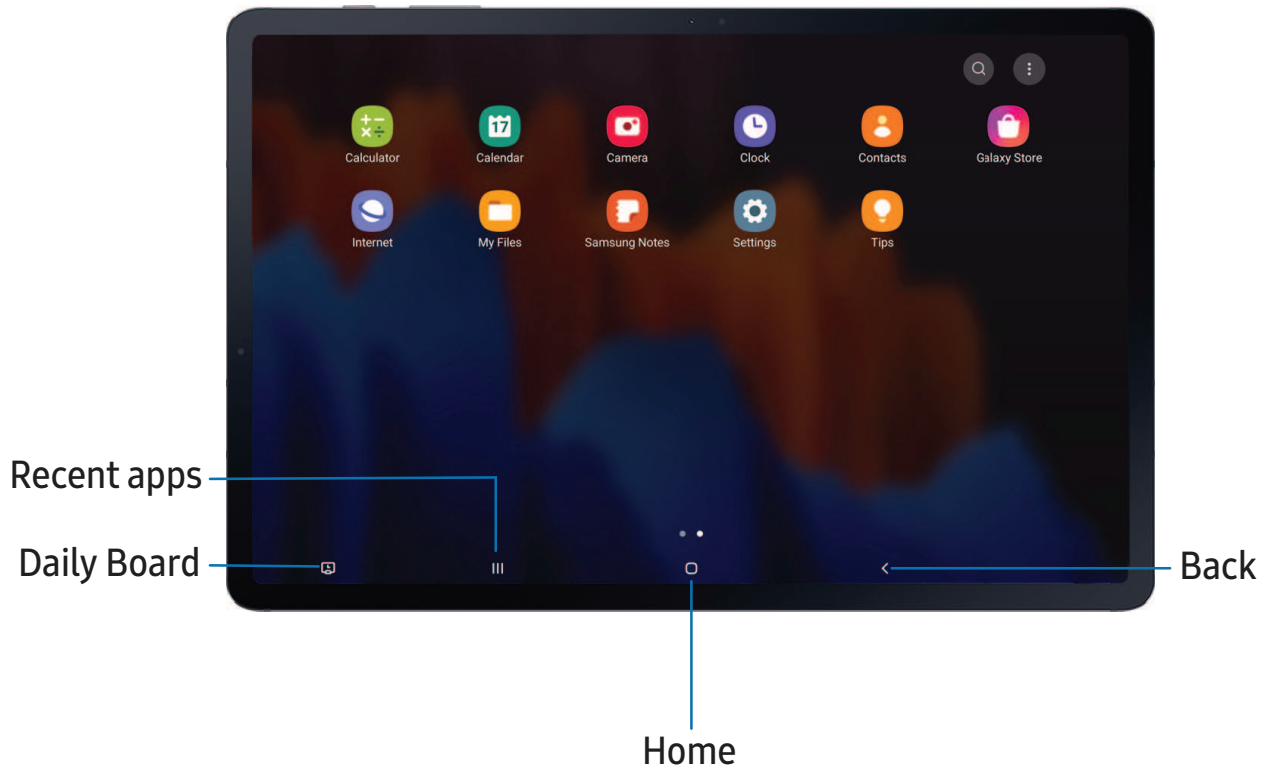 Calculator Calendar Camera Clock Contacts Galaxy Store
17
Internet My Files Samsung Notes Settings Tips
Recent apps
Daily Board
Back
Home